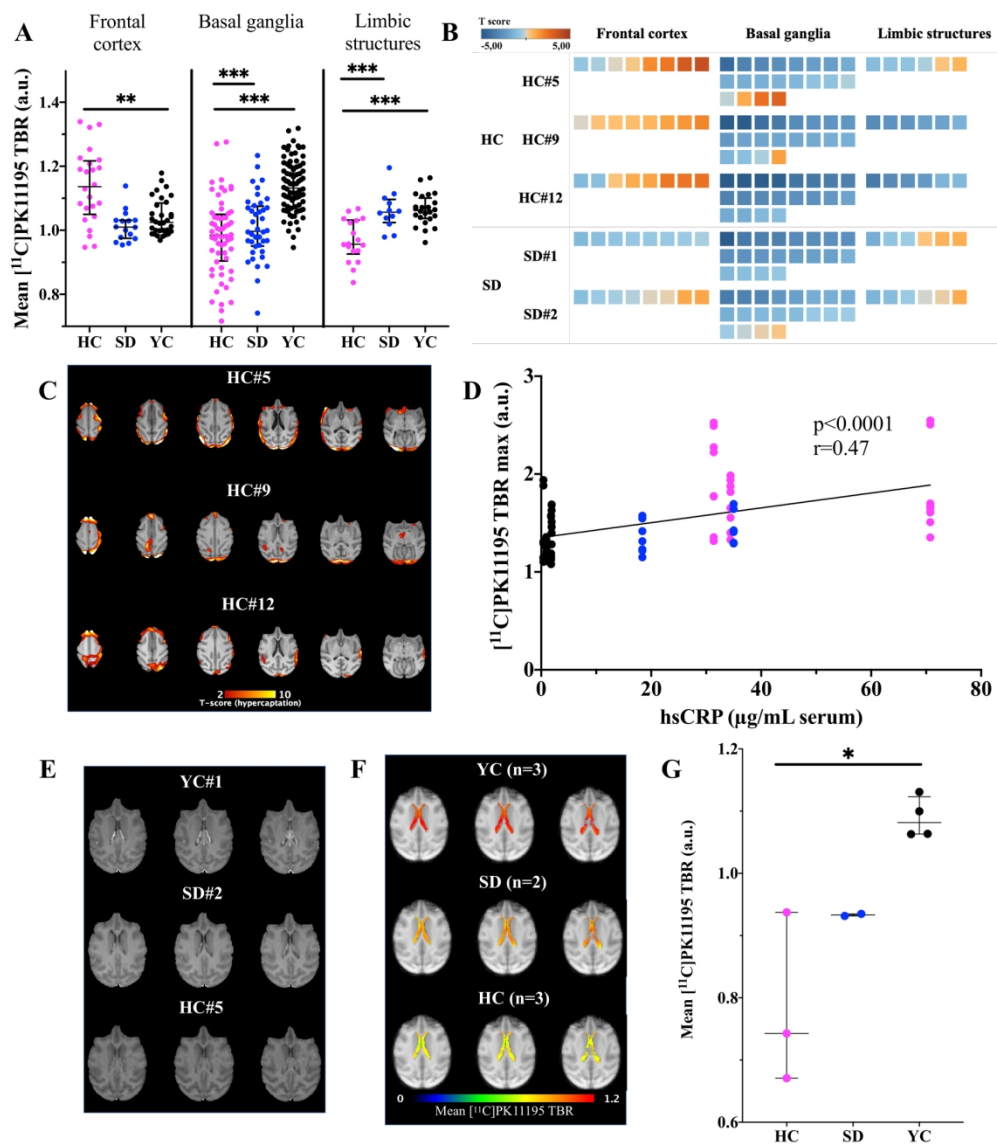 A
Frontal cortex
Basal ganglia
Limbic structures
Mean [¹¹C]PK11195 TBR (a.u.)
1.4
1.2
1.0
0.8
**
***
***
***
***
HC SD YC
HC SD YC
HC SD YC
B
T score
-5,00 5,00
Frontal cortex Basal ganglia Limbic structures
HC
HC#5
HC#9
HC#12
SD
SD#1
SD#2
C
HC#5
HC#9
HC#12
2 10
T-score (hypercaptation)
D
[¹¹C]PK11195 TBR max (a.u.)
3
2
1
0
p<0.0001
r=0.47
0 20 40 60 80
hsCRP (µg/mL serum)
E
YC#1
SD#2
HC#5
F
YC (n=3)
SD (n=2)
HC (n=3)
0 1.2
Mean [¹¹C]PK11195 TBR
G
Mean [¹¹C]PK11195 TBR (a.u.)
1.2
1.0
0.8
0.6
*
HC SD YC